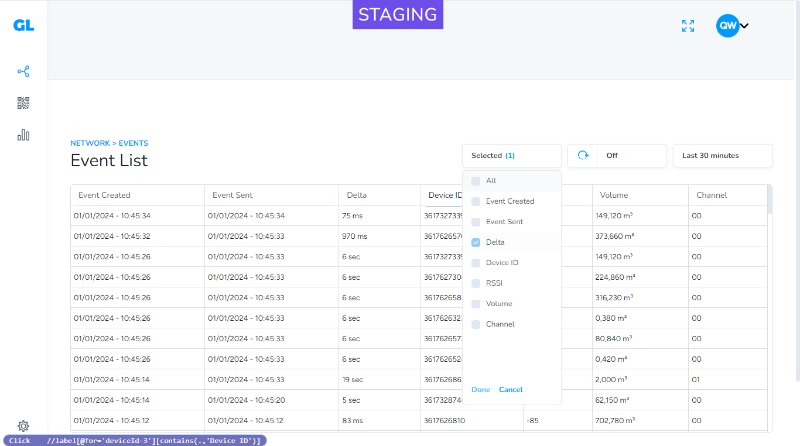 STAGING
GL
QW
NETWORK > EVENTS
Event List
Selected (1)
Off
Last 30 minutes
Event Created Event Sent Delta Device ID Volume Channel
01/01/2024 - 10:45:34 01/01/2024 - 10:45:34 75 ms 361732733 149,120 m³ 00
01/01/2024 - 10:45:32 01/01/2024 - 10:45:33 970 ms 361762657 373,660 m³ 00
01/01/2024 - 10:45:26 01/01/2024 - 10:45:33 6 sec 361732733 149,120 m³ 00
01/01/2024 - 10:45:26 01/01/2024 - 10:45:33 6 sec 361762730 224,860 m³ 00
01/01/2024 - 10:45:26 01/01/2024 - 10:45:33 6 sec 361762658 316,230 m³ 00
01/01/2024 - 10:45:26 01/01/2024 - 10:45:33 6 sec 361762632 0,380 m³ 00
01/01/2024 - 10:45:26 01/01/2024 - 10:45:33 6 sec 361762657 80,840 m³ 00
01/01/2024 - 10:45:26 01/01/2024 - 10:45:33 6 sec 361762652 0,420 m³ 00
01/01/2024 - 10:45:14 01/01/2024 - 10:45:33 19 sec 361762686 2,000 m³ 01
01/01/2024 - 10:45:14 01/01/2024 - 10:45:20 5 sec 361732874 62,150 m³ 00
01/01/2024 - 10:45:12 01/01/2024 - 10:45:12 83 ms 3617626810 -85 702,780 m³ 00
All
Event Created
Event Sent
Delta
Device ID
RSSI
Volume
Channel
Done Cancel
Click //label[@for='deviceId-3'][contains(.,'Device ID')]